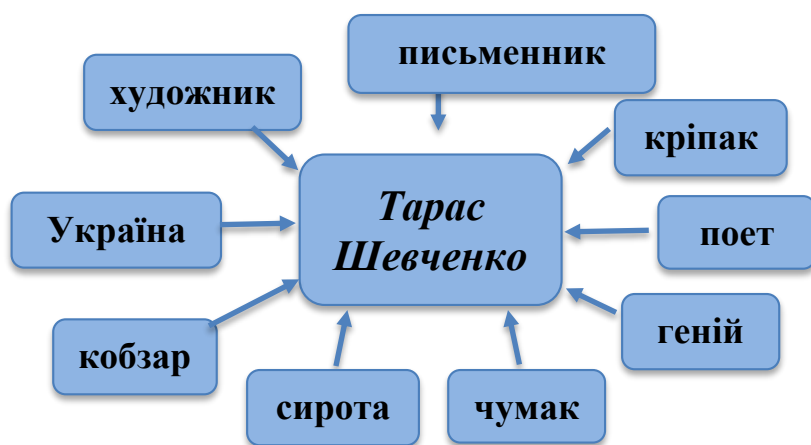 письменник
художник
кріпак
Тарас
Шевченко
Україна
поет
геній
кобзар
сирота
чумак